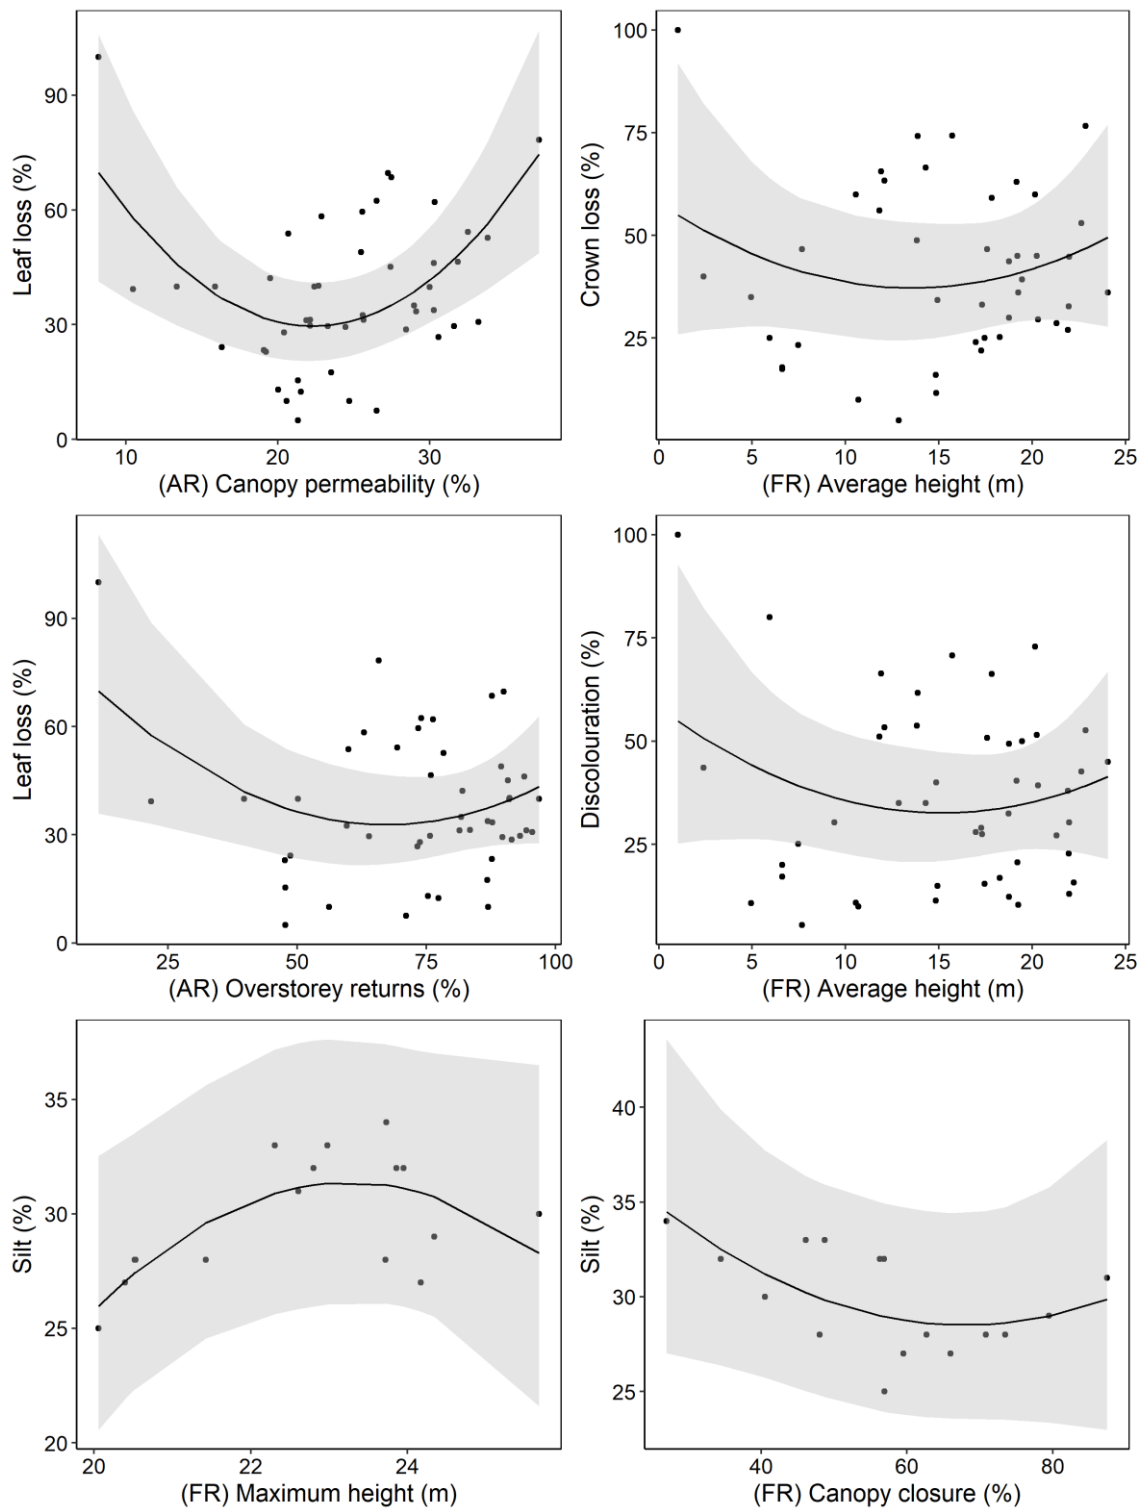 90
60
30
0
Leaf loss (%)
10 20 30
(AR) Canopy permeability (%)
100
75
50
25
Crown loss (%)
0 5 10 15 20 25
(FR) Average height (m)
90
60
30
0
Leaf loss (%)
25 50 75 100
(AR) Overstorey returns (%)
100
75
50
25
Discolouration (%)
0 5 10 15 20 25
(FR) Average height (m)
35
30
25
20
Silt (%)
20 22 24
(FR) Maximum height (m)
40
35
30
25
Silt (%)
40 60 80
(FR) Canopy closure (%)